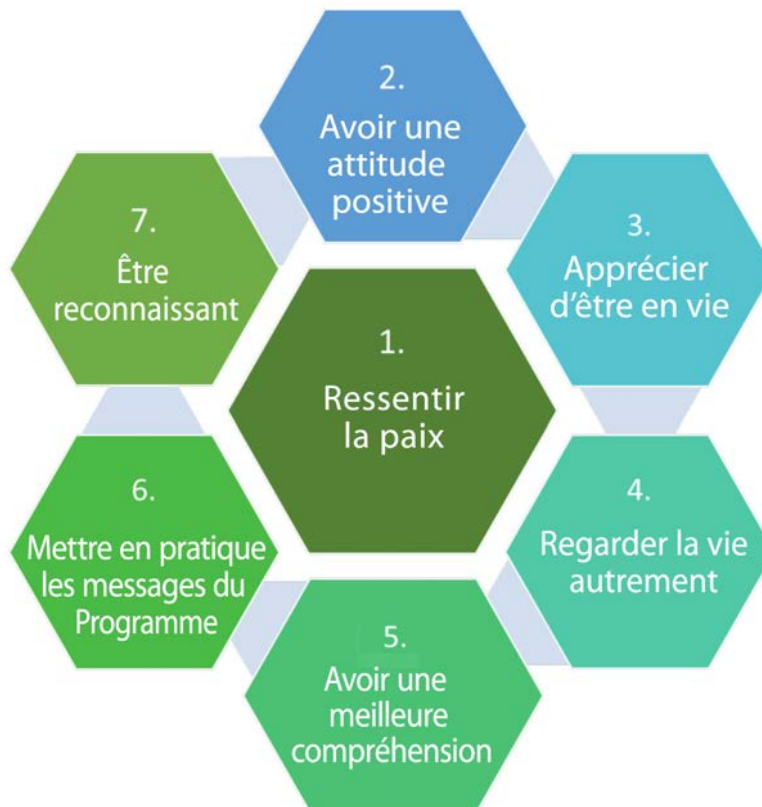 1.
Ressentir
la paix
2.
Avoir une
attitude
positive
3.
Apprécier
d'être en vie
4.
Regarder la vie
autrement
5.
Avoir une
meilleure
compréhension
6.
Mettre en pratique
les messages du
Programme
7.
Être
reconnaissant